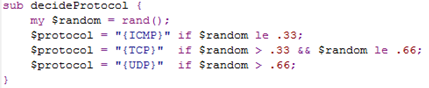 sub decideProtocol {
my $random = rand();
$protocol = "{ICMP}" if $random le .33;
$protocol = "{TCP}" if $random > .33 && $random le .66;
$protocol = "{UDP}" if $random > .66;
}